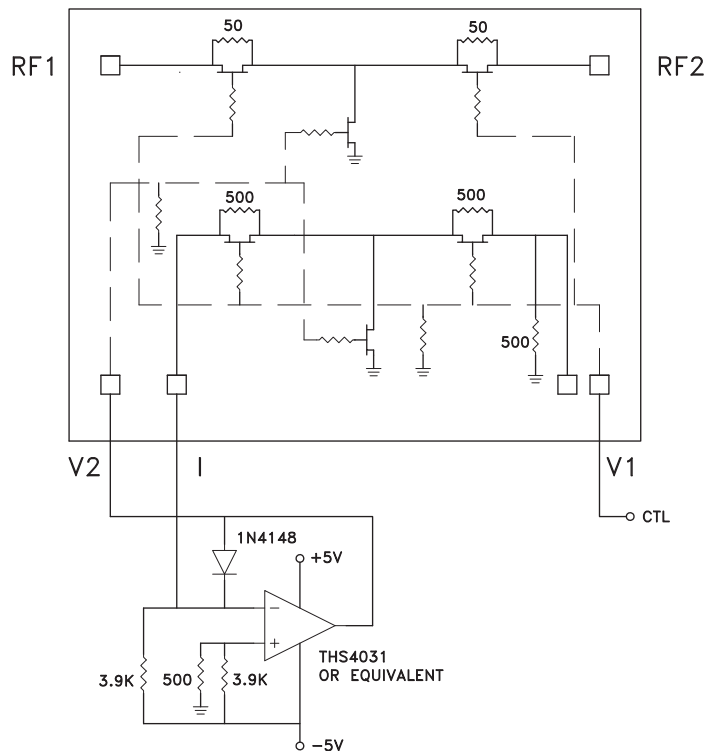 50
50
RF1
RF2
500
500
500
V2
I
V1
CTL
1N4148
+5V
−
+
THS4031
OR EQUIVALENT
3.9K
500
3.9K
−5V